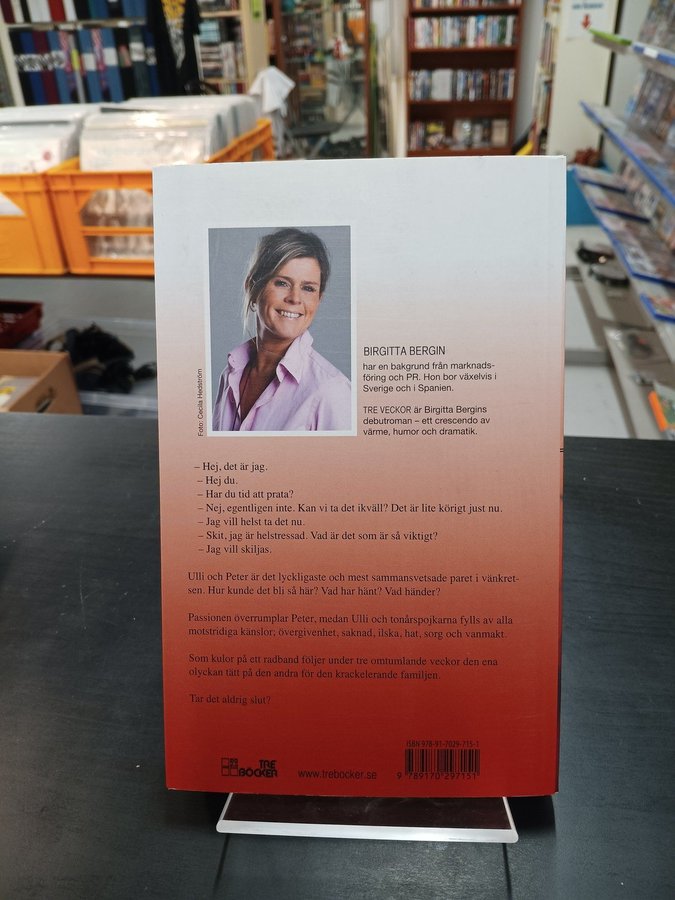 BIRGITTA BERGIN
har en bakgrund från marknads-
föring och PR. Hon bor växelvis i
Sverige och i Spanien.
TRE VECKOR är Birgitta Bergins
debutroman – ett crescendo av
värme, humor och dramatik.
Foto: Cecilia Hedström
– Hej, det är jag.
– Hej du.
– Har du tid att prata?
– Nej, egentligen inte. Kan vi ta det ikväll? Det är lite körigt just nu.
– Jag vill helst ta det nu.
– Skit, jag är helstressad. Vad är det som är så viktigt?
– Jag vill skiljas.
Ulli och Peter är det lyckligaste och mest sammansvetsade paret i vänkret-
sen. Hur kunde det bli så här? Vad har hänt? Vad händer?
Passionen överrumplar Peter, medan Ulli och tonårspojkarna fylls av alla
motstridiga känslor; övergivenhet, saknad, ilska, hat, sorg och vanmakt.
Som kulor på ett radband följer under tre omtumlande veckor den ena
olyckan tätt på den andra för den krackelerande familjen.
Tar det aldrig slut?
ISBN 978-91-7029-715-1
TRE
BÖCKER
www.trebocker.se
9 789170 297151